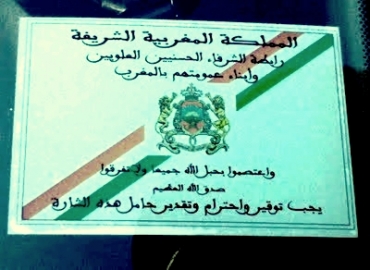 المملكة المغربية الشريفة
رابطة الشرفاء الحسنيين العلويين
وأبناء عمومتهم بالمغرب
واعتصموا بحبل الله جميعا ولا تفرقوا
صدق الله العظيم
يجب توقير واحترام وتقدير حامل هذه الشارة